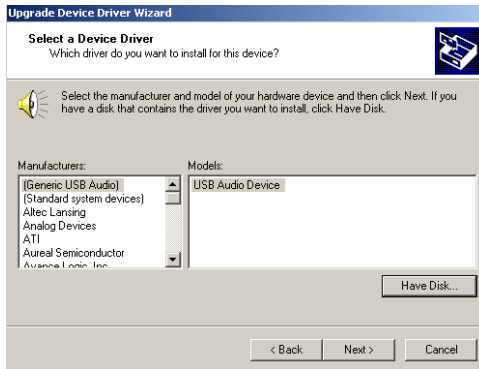 Upgrade Device Driver Wizard
Select a Device Driver
Which driver do you want to install for this device?
Select the manufacturer and model of your hardware device and then click Next. If you
have a disk that contains the driver you want to install, click Have Disk.
Manufacturers:
Models:
(Generic USB Audio)
USB Audio Device
(Standard system devices)
Altec Lansing
Analog Devices
ATI
Aureal Semiconductor
Avance Logic, Inc.
Have Disk...
< Back
Next >
Cancel